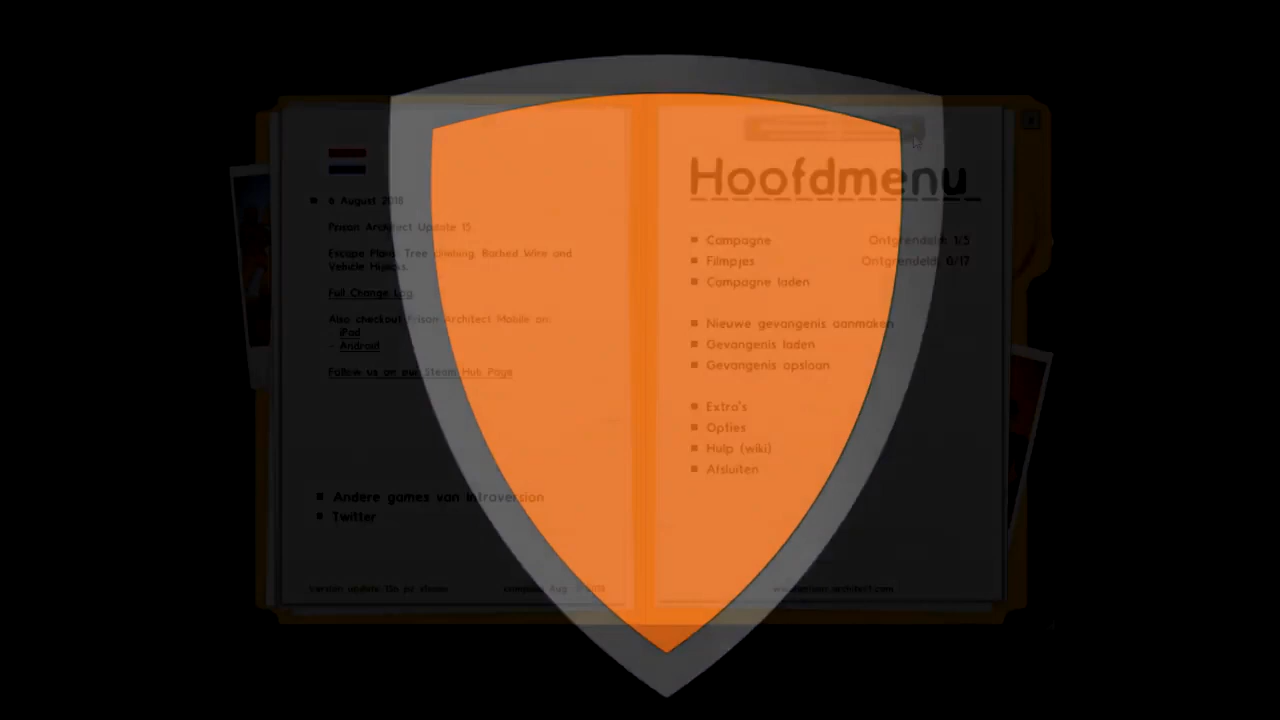 6 August 2018
Prison Architect Update 15
Escape Plans: Tree climbing, Barbed Wire and
Vehicle Hijacks.
Full Change Log
Also checkout Prison Architect Mobile on:
- iPad
- Android
Follow us on our Steam Hub Page
Andere games van Introversion
Twitter
Hoofdmenu
Campagne Ontgrendeld: 1/5
Filmpjes Ontgrendeld: 0/17
Campagne laden
Nieuwe gevangenis aanmaken
Gevangenis laden
Gevangenis opslaan
Extra's
Opties
Hulp (wiki)
Afsluiten